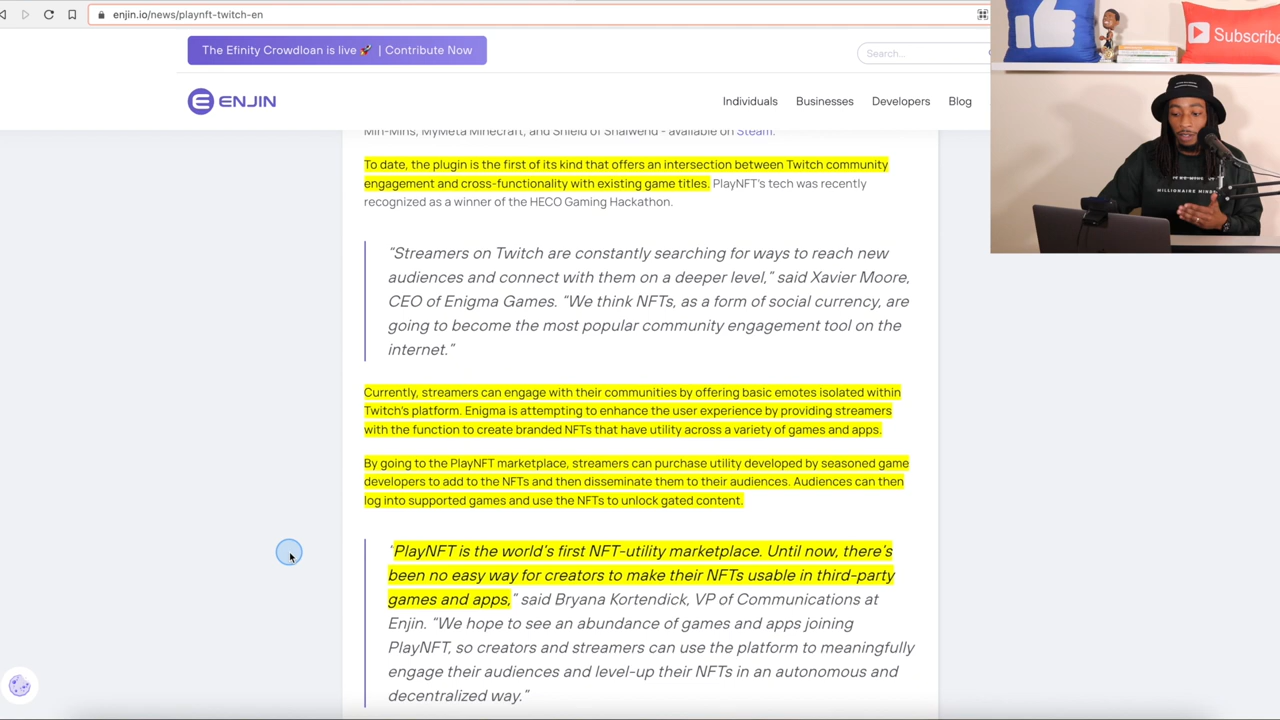 enjin.io/news/playnft-twitch-en
The Efinity Crowdloan is live 🚀 | Contribute Now
Search...
Subscribe
ENJIN
Individuals
Businesses
Developers
Blog
Min-Mins, MyMeta Minecraft, and Shield of Shalwend - available on Steam.
To date, the plugin is the first of its kind that offers an intersection between Twitch community
engagement and cross-functionality with existing game titles. PlayNFT's tech was recently
recognized as a winner of the HECO Gaming Hackathon.
"Streamers on Twitch are constantly searching for ways to reach new
audiences and connect with them on a deeper level," said Xavier Moore,
CEO of Enigma Games. "We think NFTs, as a form of social currency, are
going to become the most popular community engagement tool on the
internet."
MILLIONAIRE MIND
Currently, streamers can engage with their communities by offering basic emotes isolated within
Twitch's platform. Enigma is attempting to enhance the user experience by providing streamers
with the function to create branded NFTs that have utility across a variety of games and apps.
By going to the PlayNFT marketplace, streamers can purchase utility developed by seasoned game
developers to add to the NFTs and then disseminate them to their audiences. Audiences can then
log into supported games and use the NFTs to unlock gated content.
"PlayNFT is the world's first NFT-utility marketplace. Until now, there's
been no easy way for creators to make their NFTs usable in third-party
games and apps," said Bryana Kortendick, VP of Communications at
Enjin. "We hope to see an abundance of games and apps joining
PlayNFT, so creators and streamers can use the platform to meaningfully
engage their audiences and level-up their NFTs in an autonomous and
decentralized way."